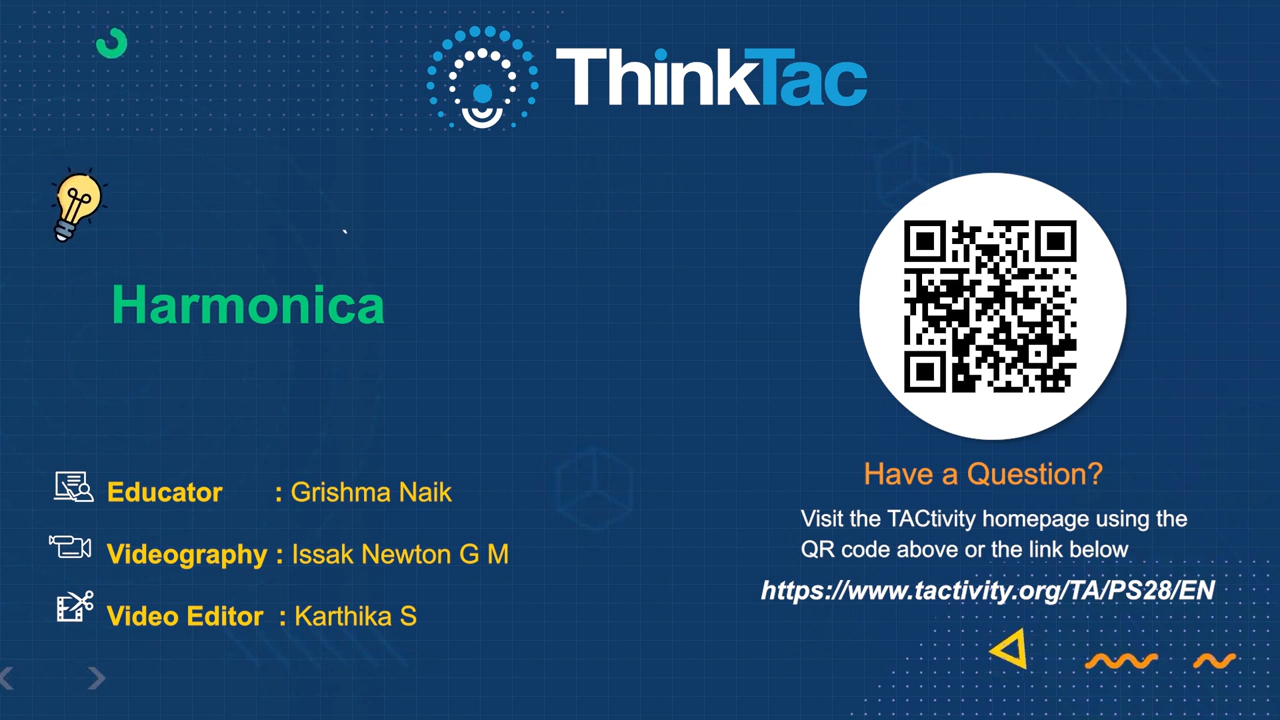 ThinkTac
Harmonica
Educator : Grishma Naik
Videography : Issak Newton G M
Video Editor : Karthika S
Have a Question?
Visit the TACtivity homepage using the
QR code above or the link below
https://www.tactivity.org/TA/PS28/EN